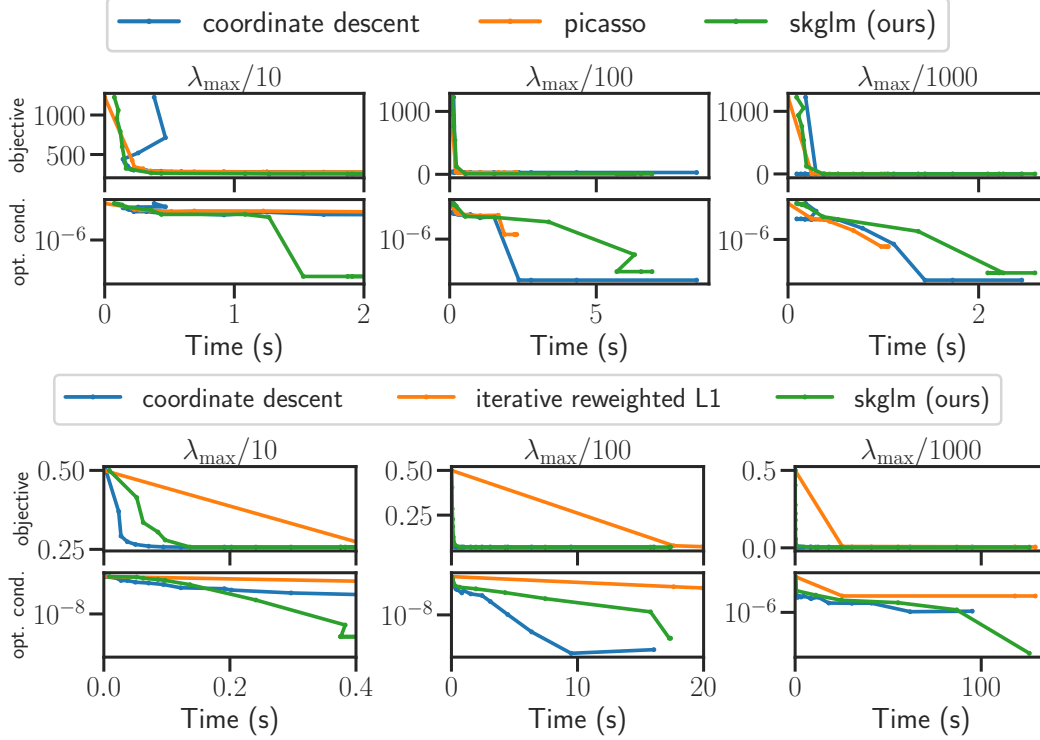 coordinate descent picasso skglm (ours)
λmax/10 λmax/100 λmax/1000
objective
1000
500
1000
0
1000
0
opt. cond.
10⁻⁶
10⁻⁶
10⁻⁶
0 1 2
0 5
0 2
Time (s) Time (s) Time (s)
coordinate descent iterative reweighted L1 skglm (ours)
λmax/10 λmax/100 λmax/1000
objective
0.50
0.25
0.50
0.25
0.5
0.0
opt. cond.
10⁻⁸
10⁻⁸
10⁻⁶
0.0 0.2 0.4
0 10 20
0 100
Time (s) Time (s) Time (s)